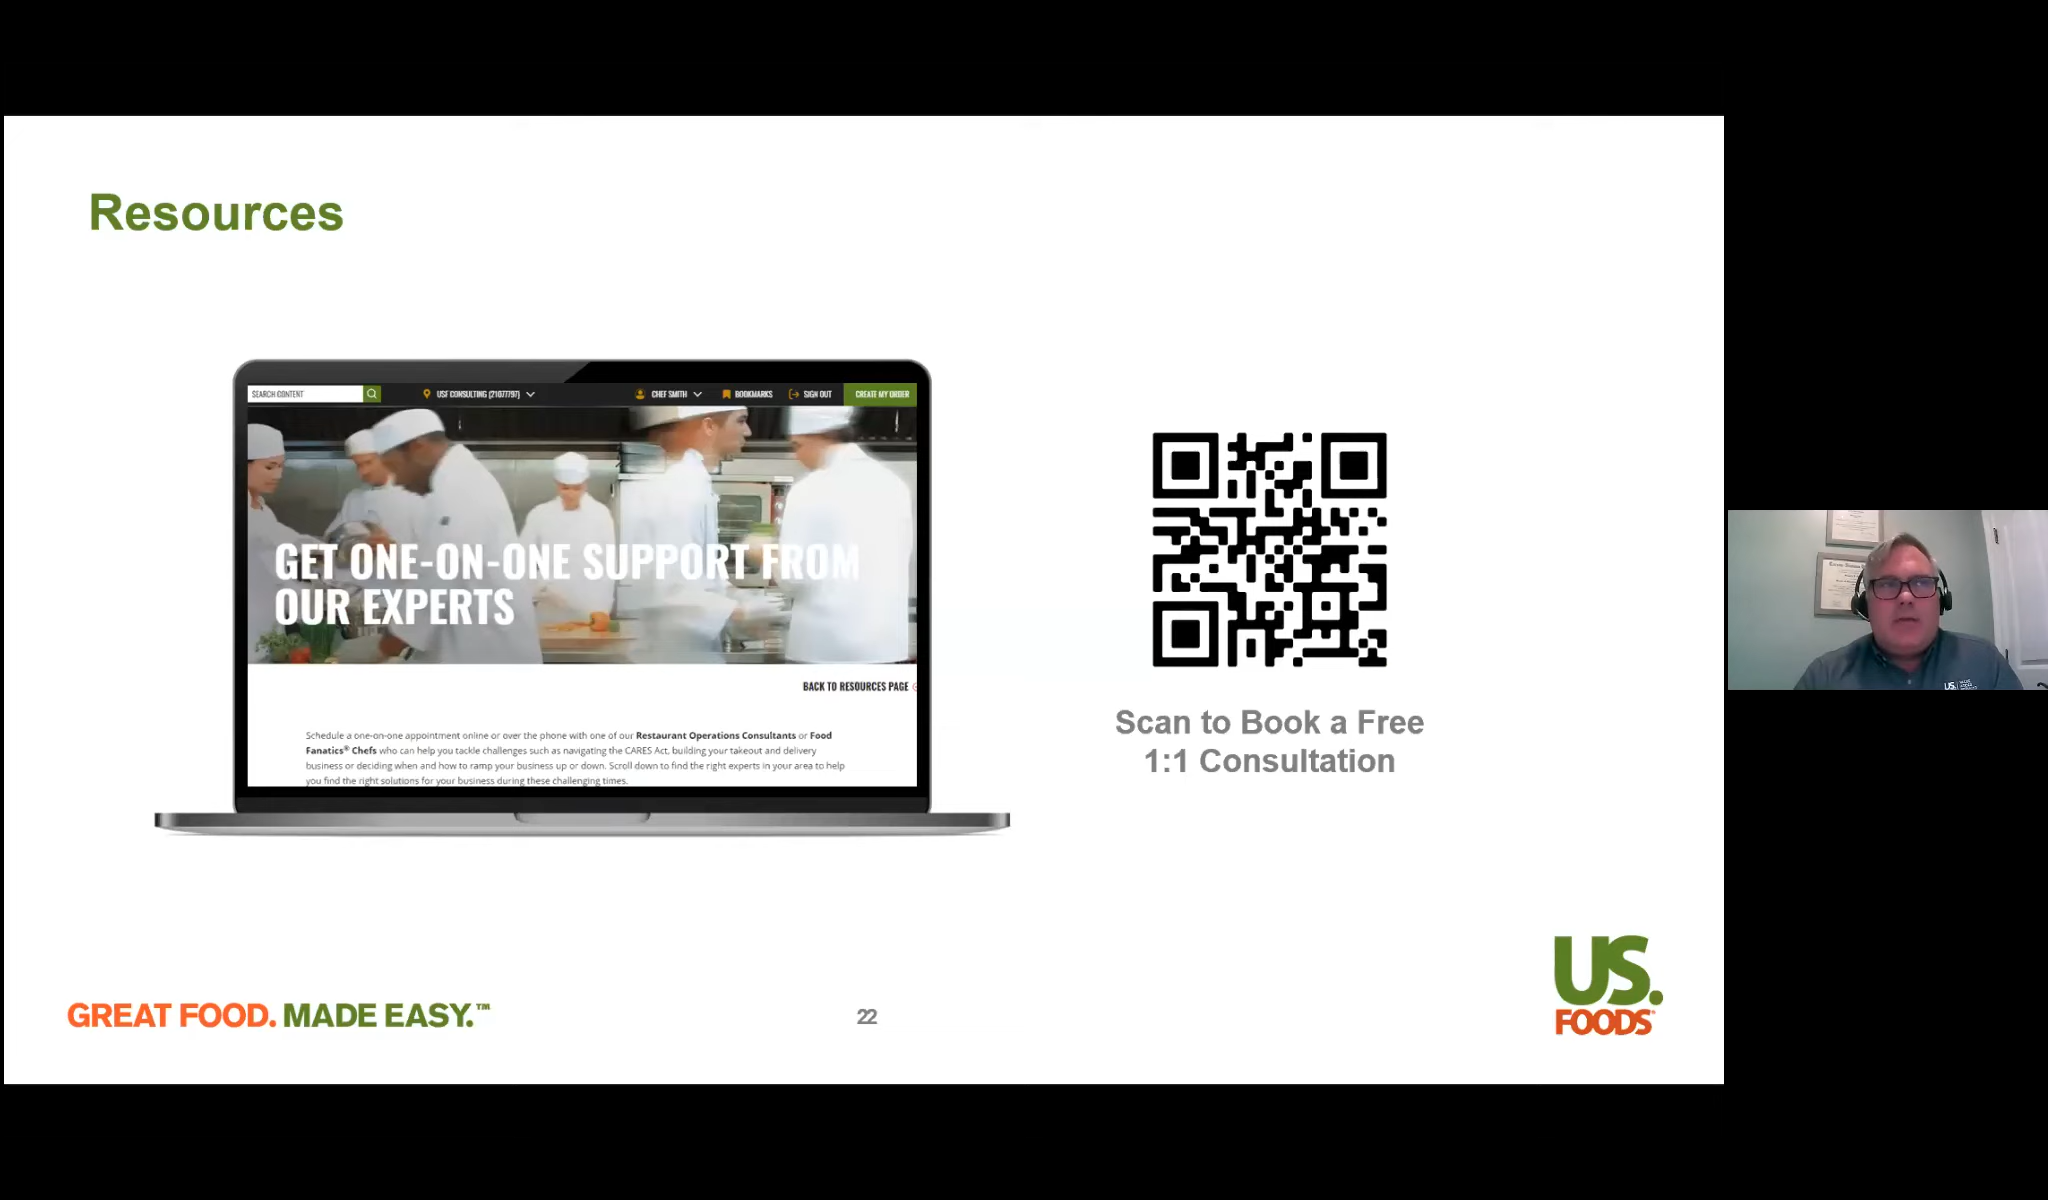 Resources
SEARCH CONTENT
USF CONSULTING (21077797)
CHEF SMITH
BOOKMARKS
SIGN OUT
CREATE MY ORDER
GET ONE-ON-ONE SUPPORT FROM
OUR EXPERTS
BACK TO RESOURCES PAGE
Schedule a one-on-one appointment online or over the phone with one of our Restaurant Operations Consultants or Food
Fanatics® Chefs who can help you tackle challenges such as navigating the CARES Act, building your takeout and delivery
business or deciding when and how to ramp your business up or down. Scroll down to find the right experts in your area to help
you find the right solutions for your business during these challenging times.
Scan to Book a Free
1:1 Consultation
GREAT FOOD. MADE EASY.™
22
US.
FOODS®
US.